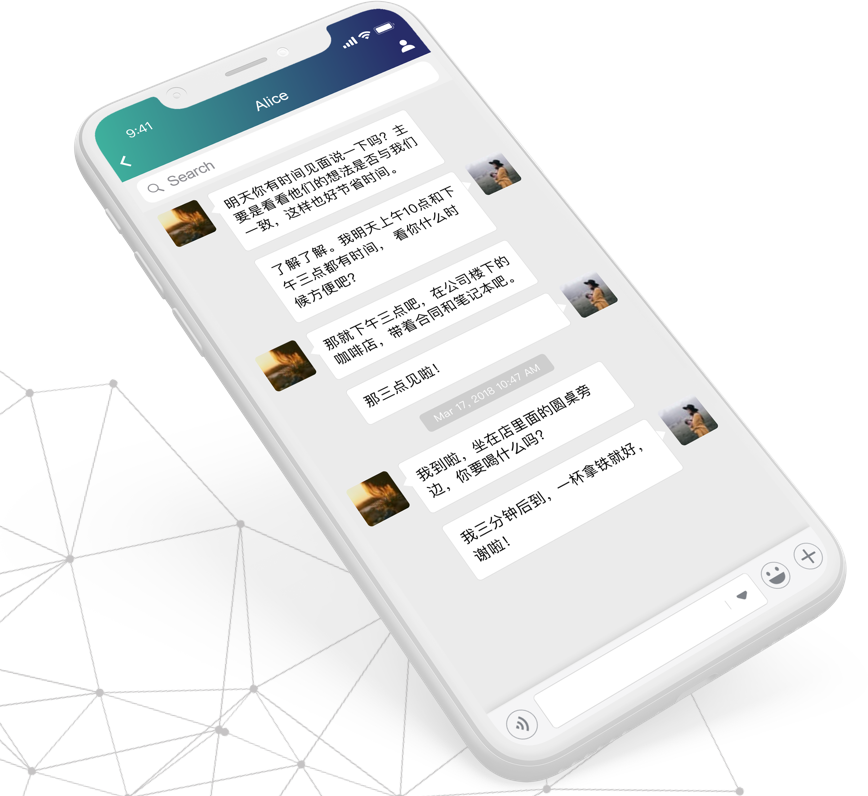 9:41
Alice
Search
明天你有时间见面说一下吗？主
要是看看他们的想法是否与我们
一致，这样也好节省时间。
了解了解。我明天上午10点和下
午三点都有时间， 看你什么时
候方便吧?
那就下午三点吧，在公司楼下的
咖啡店，带着合同和笔记本吧。
那三点见啦！
Mar 17, 2018 10:47 AM
我到啦，坐在店里面的圆桌旁
边，你要喝什么吗？
我三分钟后到，一杯拿铁就好，
谢啦！